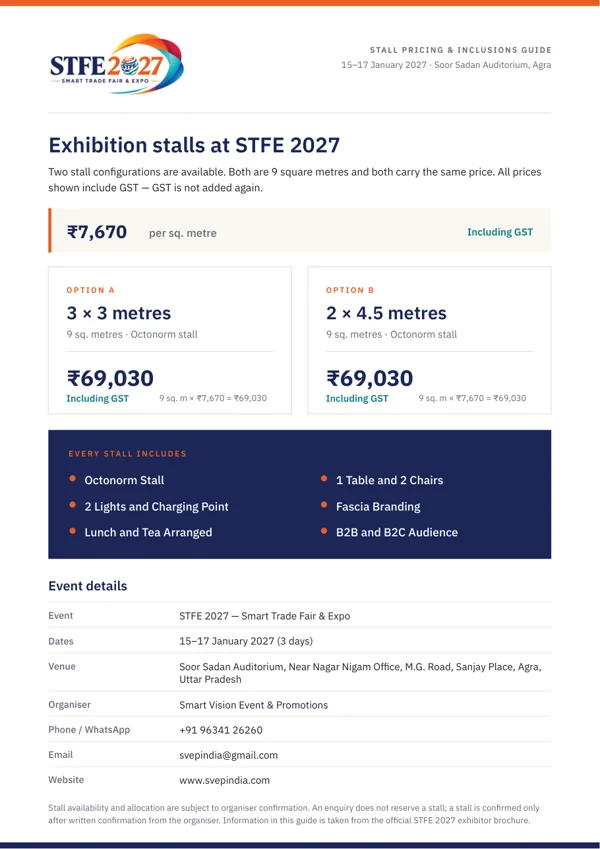 STFE 2027
SMART TRADE FAIR & EXPO
STALL PRICING & INCLUSIONS GUIDE
15–17 January 2027 · Soor Sadan Auditorium, Agra
Exhibition stalls at STFE 2027
Two stall configurations are available. Both are 9 square metres and both carry the same price. All prices
shown include GST — GST is not added again.
₹7,670 per sq. metre Including GST
OPTION A
3 × 3 metres
9 sq. metres · Octonorm stall
₹69,030
Including GST 9 sq. m × ₹7,670 = ₹69,030
OPTION B
2 × 4.5 metres
9 sq. metres · Octonorm stall
₹69,030
Including GST 9 sq. m × ₹7,670 = ₹69,030
EVERY STALL INCLUDES
Octonorm Stall
1 Table and 2 Chairs
2 Lights and Charging Point
Fascia Branding
Lunch and Tea Arranged
B2B and B2C Audience
Event details
Event STFE 2027 — Smart Trade Fair & Expo
Dates 15–17 January 2027 (3 days)
Venue Soor Sadan Auditorium, Near Nagar Nigam Office, M.G. Road, Sanjay Place, Agra,
Uttar Pradesh
Organiser Smart Vision Event & Promotions
Phone / WhatsApp +91 96341 26260
Email svepindia@gmail.com
Website www.svepindia.com
Stall availability and allocation are subject to organiser confirmation. An enquiry does not reserve a stall; a stall is confirmed only
after written confirmation from the organiser. Information in this guide is taken from the official STFE 2027 exhibitor brochure.